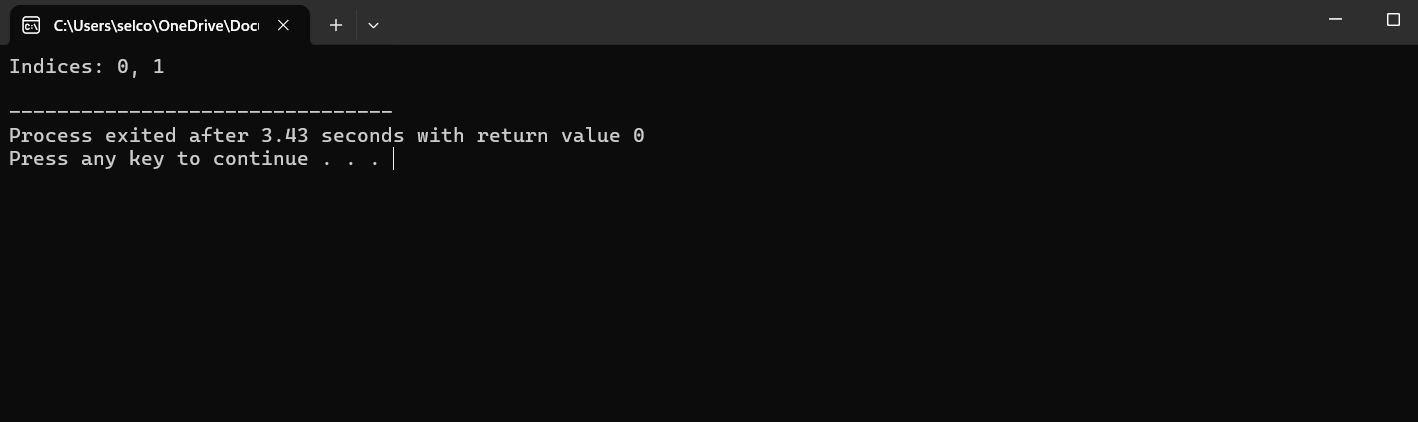 C:\Users\selco\OneDrive\Doc
Indices: 0, 1
--------------------------------
Process exited after 3.43 seconds with return value 0
Press any key to continue . . .